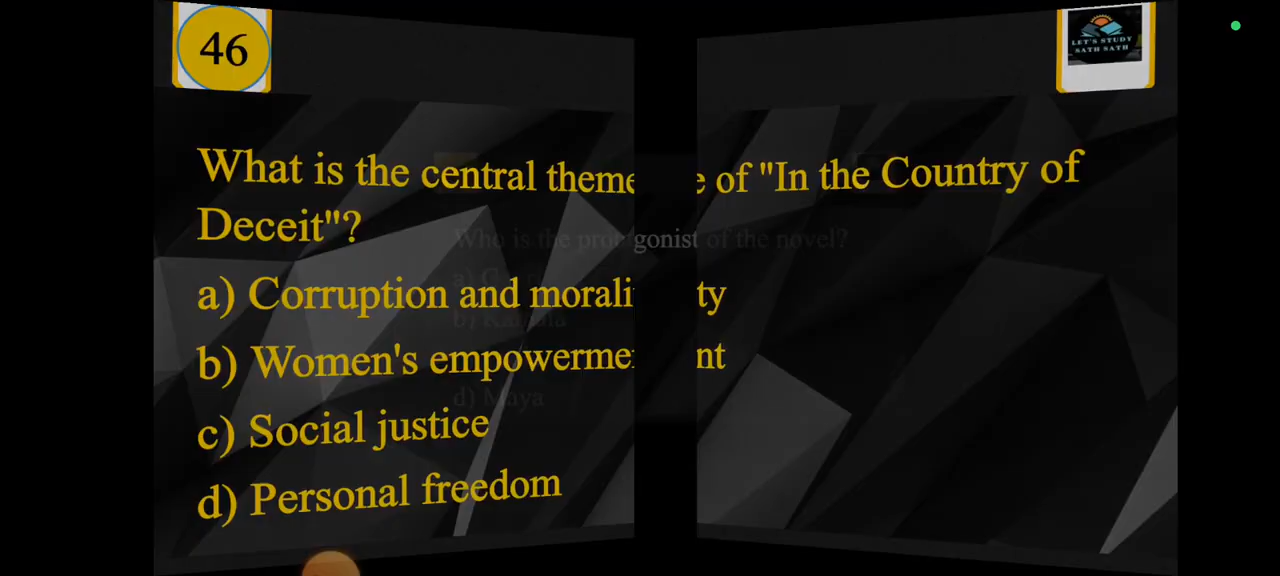 46
LET'S STUDY
SATH SATH
What is the central theme of "In the Country of
Deceit"?
Who is the protagonist of the novel?
a) Corruption and morality
b) Women's empowerment
d) Maya
c) Social justice
d) Personal freedom